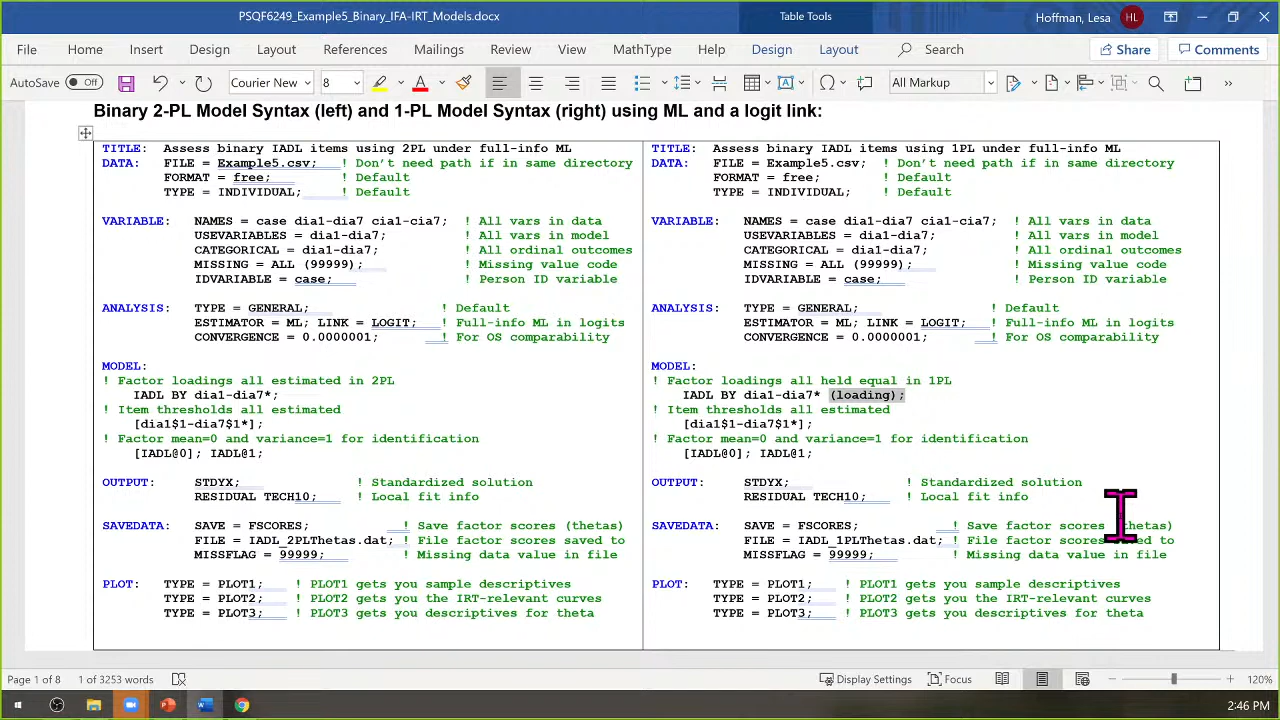 PSQF6249_Example5_Binary_IFA-IRT_Models.docx
Table Tools
Hoffman, Lesa HL
File Home Insert Design Layout References Mailings Review View MathType Help Design Layout Search Share Comments
AutoSave Off Courier New 8 All Markup
Binary 2-PL Model Syntax (left) and 1-PL Model Syntax (right) using ML and a logit link:
TITLE: Assess binary IADL items using 2PL under full-info ML
DATA: FILE = Example5.csv; ! Don't need path if in same directory
FORMAT = free; ! Default
TYPE = INDIVIDUAL; ! Default
VARIABLE: NAMES = case dia1-dia7 cia1-cia7; ! All vars in data
USEVARIABLES = dia1-dia7; ! All vars in model
CATEGORICAL = dia1-dia7; ! All ordinal outcomes
MISSING = ALL (99999); ! Missing value code
IDVARIABLE = case; ! Person ID variable
ANALYSIS: TYPE = GENERAL; ! Default
ESTIMATOR = ML; LINK = LOGIT; ! Full-info ML in logits
CONVERGENCE = 0.0000001; ! For OS comparability
MODEL:
! Factor loadings all estimated in 2PL
IADL BY dia1-dia7*;
! Item thresholds all estimated
[dia1$1-dia7$1*];
! Factor mean=0 and variance=1 for identification
[IADL@0]; IADL@1;
OUTPUT: STDYX; ! Standardized solution
RESIDUAL TECH10; ! Local fit info
SAVEDATA: SAVE = FSCORES; ! Save factor scores (thetas)
FILE = IADL_2PLThetas.dat; ! File factor scores saved to
MISSFLAG = 99999; ! Missing data value in file
PLOT: TYPE = PLOT1; ! PLOT1 gets you sample descriptives
TYPE = PLOT2; ! PLOT2 gets you the IRT-relevant curves
TYPE = PLOT3; ! PLOT3 gets you descriptives for theta
TITLE: Assess binary IADL items using 1PL under full-info ML
DATA: FILE = Example5.csv; ! Don't need path if in same directory
FORMAT = free; ! Default
TYPE = INDIVIDUAL; ! Default
VARIABLE: NAMES = case dia1-dia7 cia1-cia7; ! All vars in data
USEVARIABLES = dia1-dia7; ! All vars in model
CATEGORICAL = dia1-dia7; ! All ordinal outcomes
MISSING = ALL (99999); ! Missing value code
IDVARIABLE = case; ! Person ID variable
ANALYSIS: TYPE = GENERAL; ! Default
ESTIMATOR = ML; LINK = LOGIT; ! Full-info ML in logits
CONVERGENCE = 0.0000001; ! For OS comparability
MODEL:
! Factor loadings all held equal in 1PL
IADL BY dia1-dia7* (loading);
! Item thresholds all estimated
[dia1$1-dia7$1*];
! Factor mean=0 and variance=1 for identification
[IADL@0]; IADL@1;
OUTPUT: STDYX; ! Standardized solution
RESIDUAL TECH10; ! Local fit info
SAVEDATA: SAVE = FSCORES; ! Save factor scores thetas)
FILE = IADL_1PLThetas.dat; ! File factor scores saved to
MISSFLAG = 99999; ! Missing data value in file
PLOT: TYPE = PLOT1; ! PLOT1 gets you sample descriptives
TYPE = PLOT2; ! PLOT2 gets you the IRT-relevant curves
TYPE = PLOT3; ! PLOT3 gets you descriptives for theta
Page 1 of 8 1 of 3253 words Display Settings Focus 120%
2:46 PM